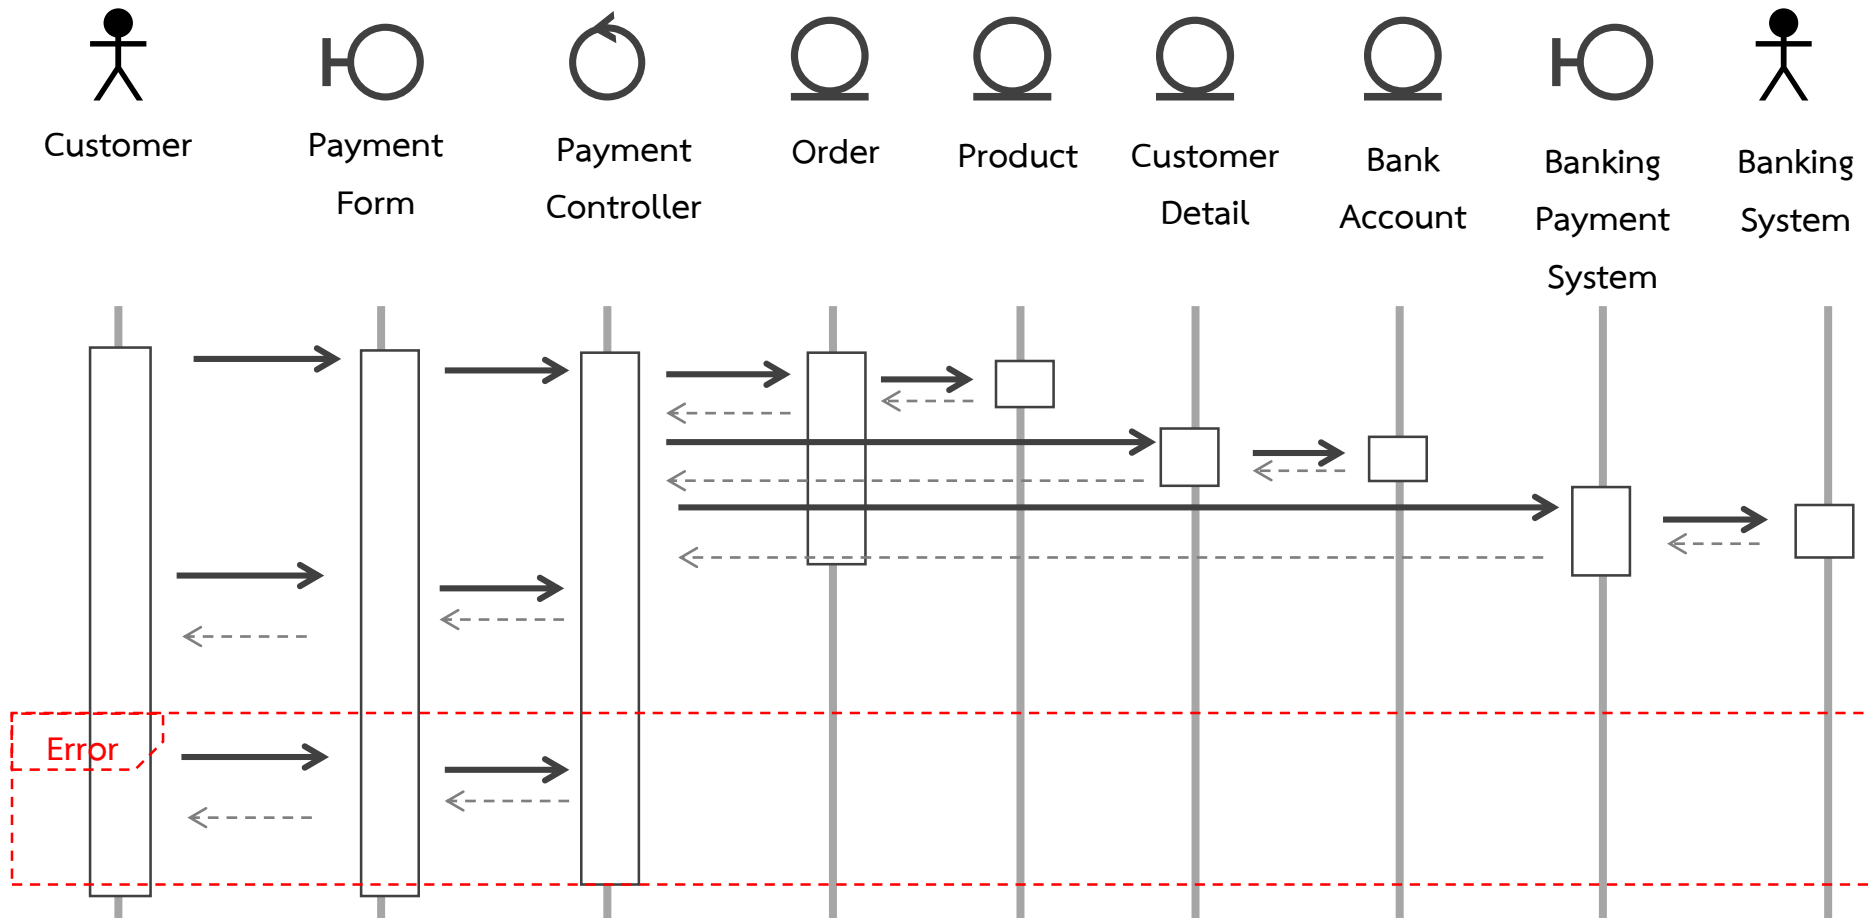 Customer
Payment
Form
Payment
Controller
Order
Product
Customer
Detail
Bank
Account
Banking
Payment
System
Banking
System
Error